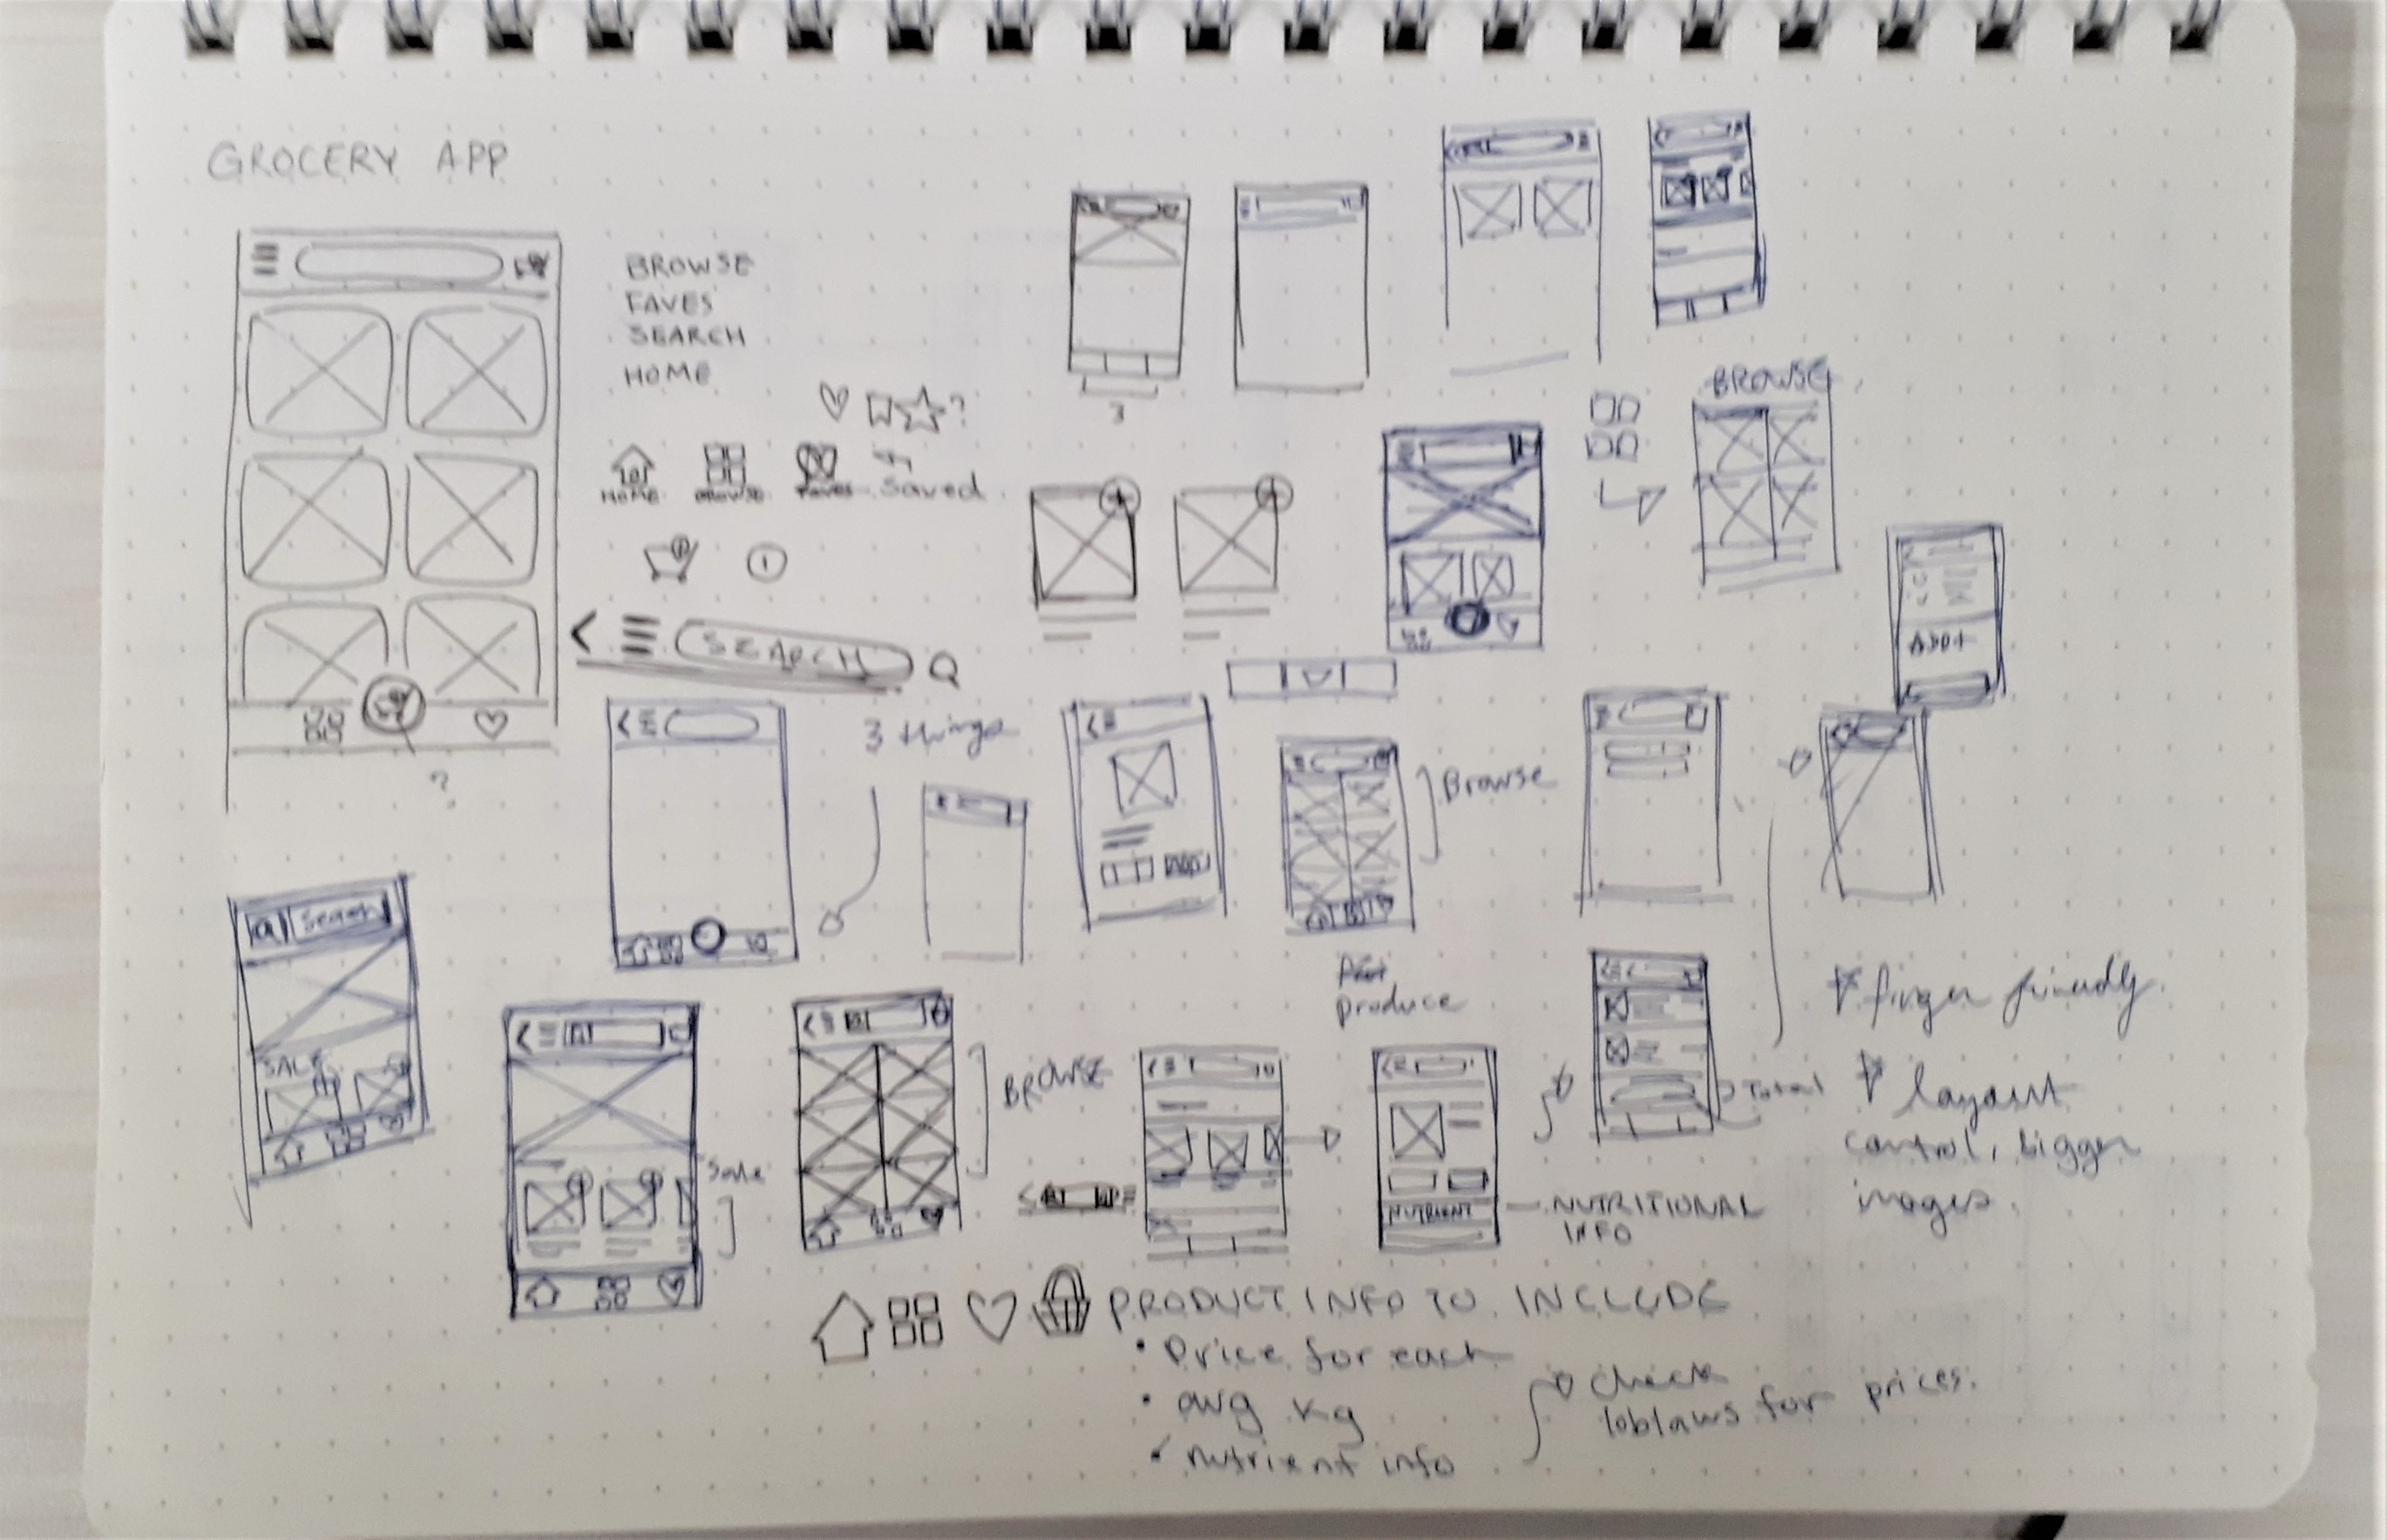 GROCERY APP
BROWSE
FAVES
SEARCH
HOME
?
HOME
BROWSE
FAVES
Saved
1
SEARCH
?
3
BROWSE
ADD+
3 things
ADD
Browse
produce
Search
SALE
Sale
BROWSE
Total
NUTRIENT
NUTRITIONAL
INFO
finger friendly.
layout
control, bigger
images.
PRODUCT INFO TO INCLUDE
• Price for each
• avg kg
• nutrient info
check
loblaws for prices.